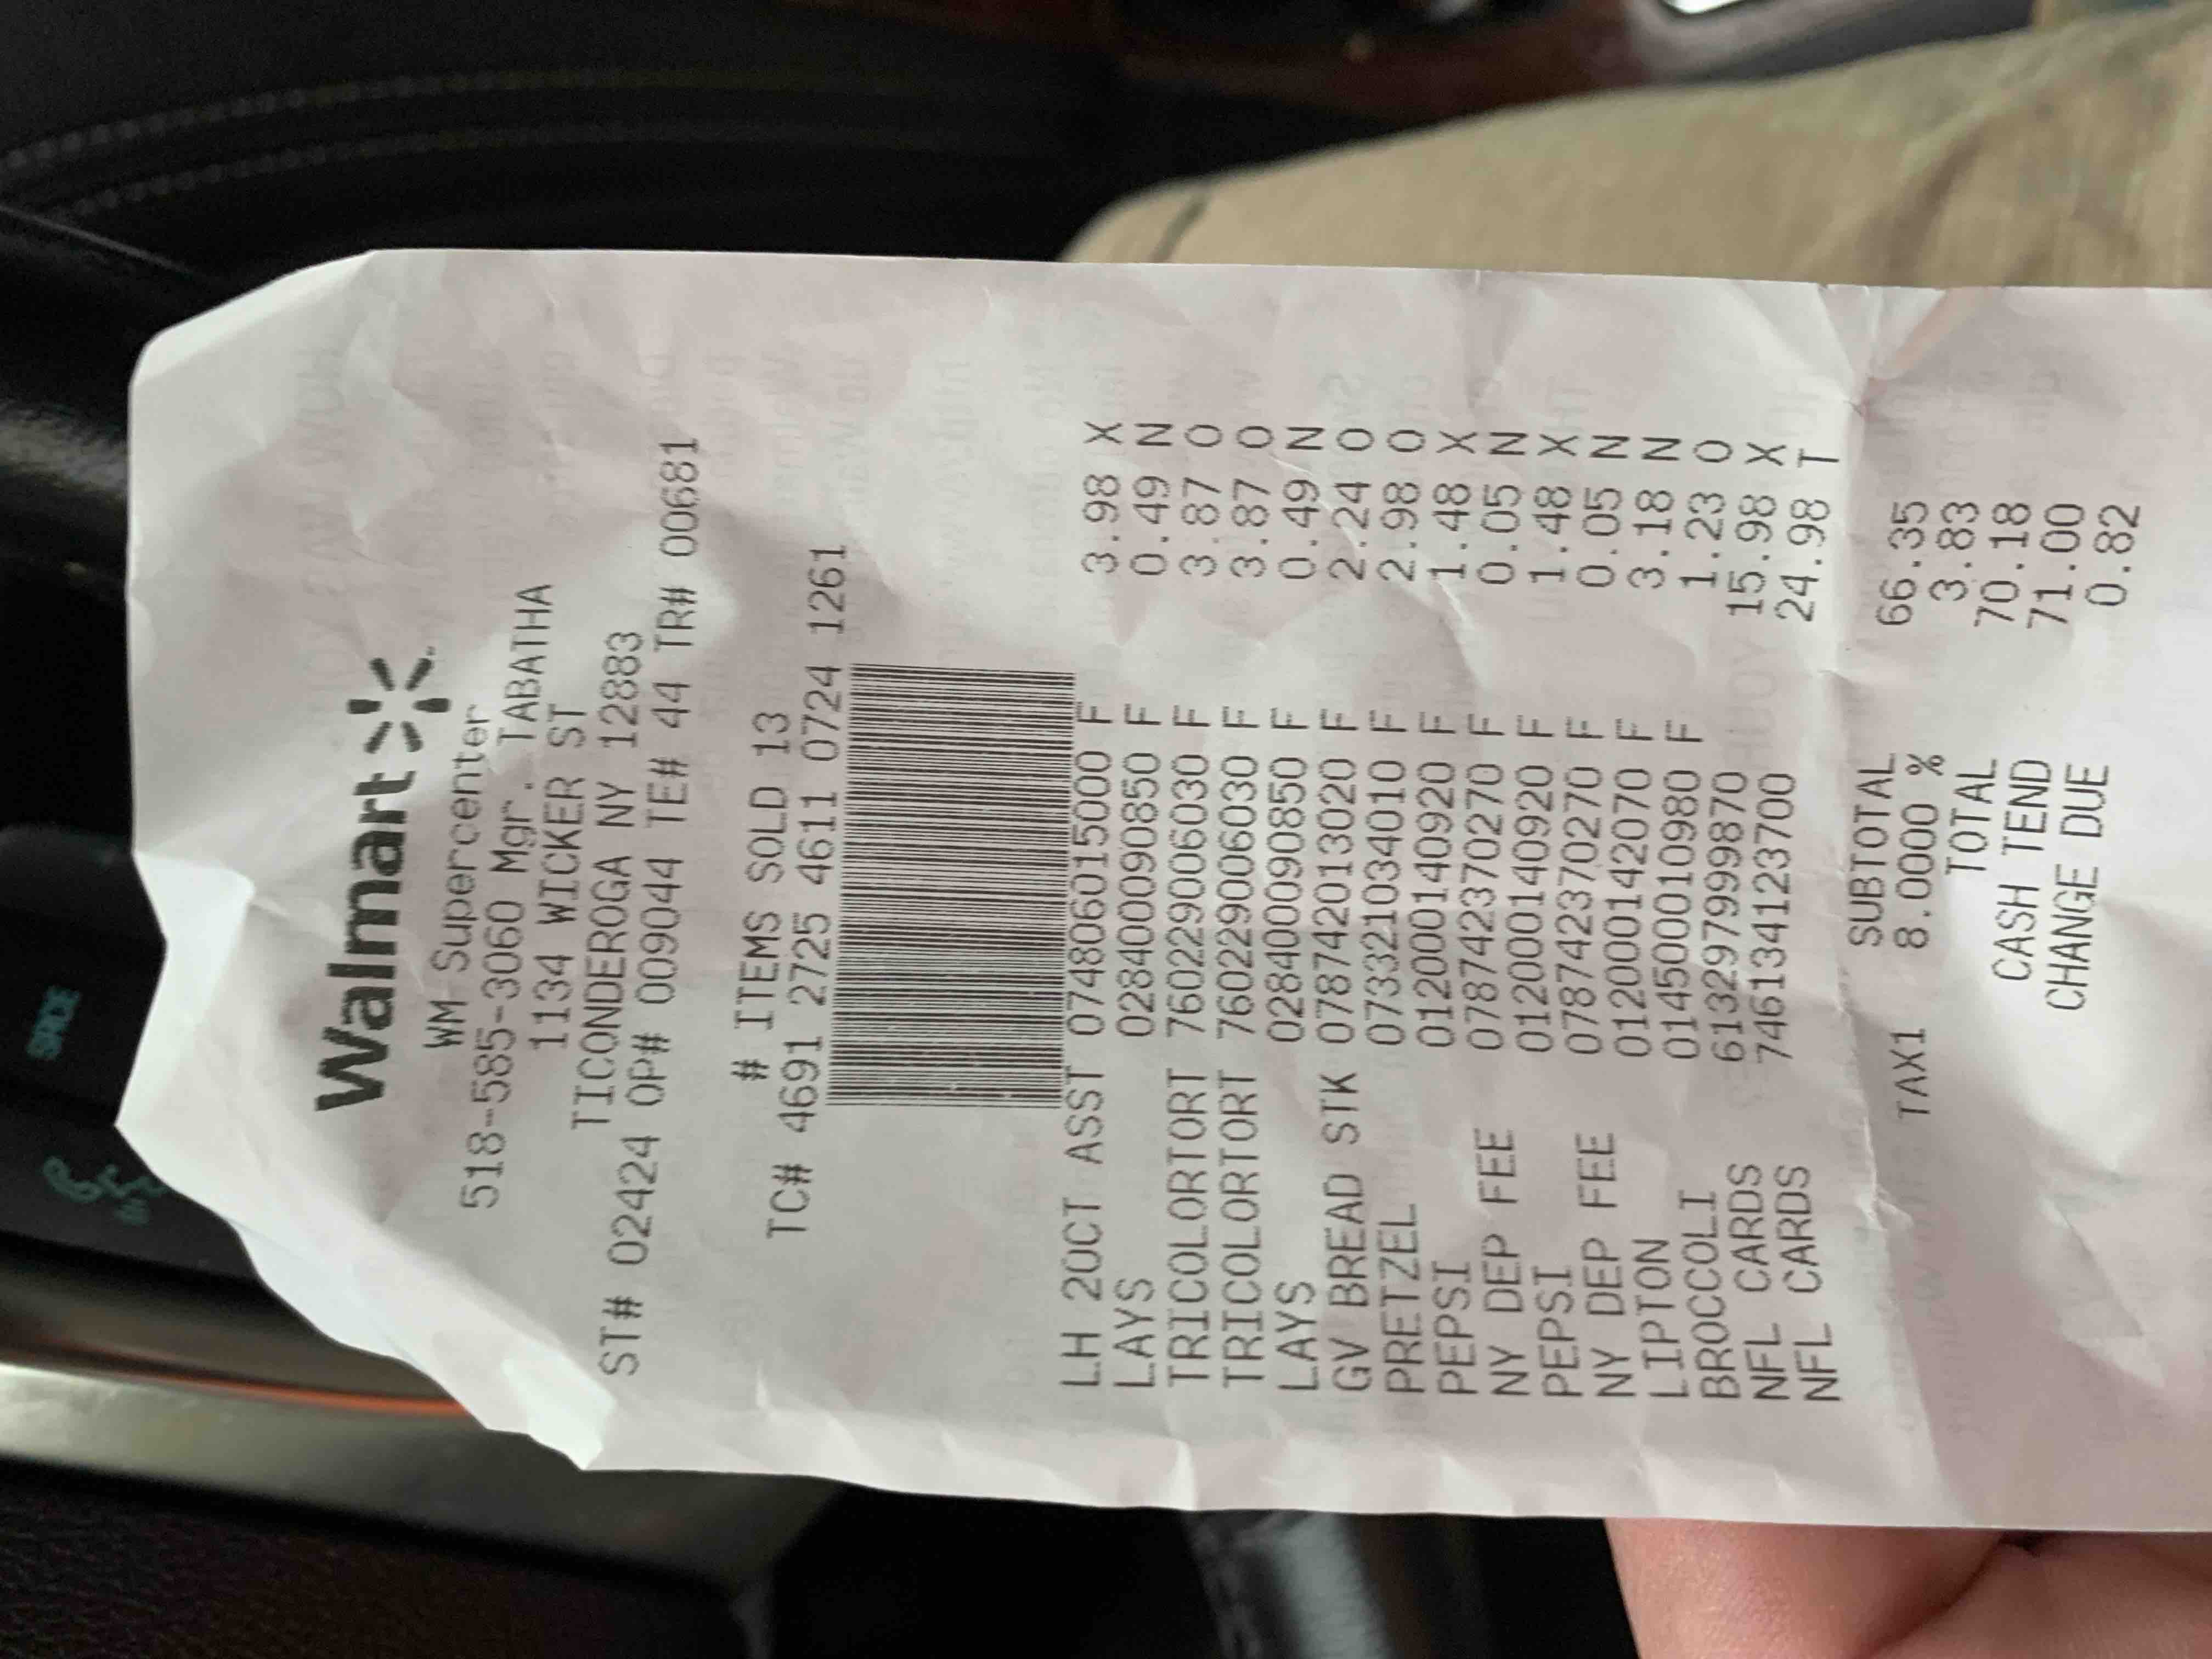 Walmart
WM Supercenter
518-585-3060 Mgr. TABATHA
1134 WICKER ST
TICONDEROGA NY 12883
ST# 02424 OP# 009044 TE# 44 TR# 00681
# ITEMS SOLD 13
TC# 4691 2725 4611 0724 1261
LH 20CT ASST 074806015000 F 3.98 X
LAYS 028400090850 F 0.49 N
TRICOLORTORT 760229006030 F 3.87 O
TRICOLORTORT 760229006030 F 3.87 O
LAYS 028400090850 F 0.49 N
GV BREAD STK 078742013020 F 2.24 O
PRETZEL 073321034010 F 2.98 O
PEPSI 012000140920 F 1.48 X
NY DEP FEE 078742370270 F 0.05 N
PEPSI 012000140920 F 1.48 X
NY DEP FEE 078742370270 F 0.05 N
LIPTON 012000142070 F 3.18 N
BROCCOLI 014500010980 F 1.23 O
NFL CARDS 613297999870 15.98 X
NFL CARDS 746134123700 24.98 T
SUBTOTAL 66.35
TAX1 8.0000 % 3.83
TOTAL 70.18
CASH TEND 71.00
CHANGE DUE 0.82